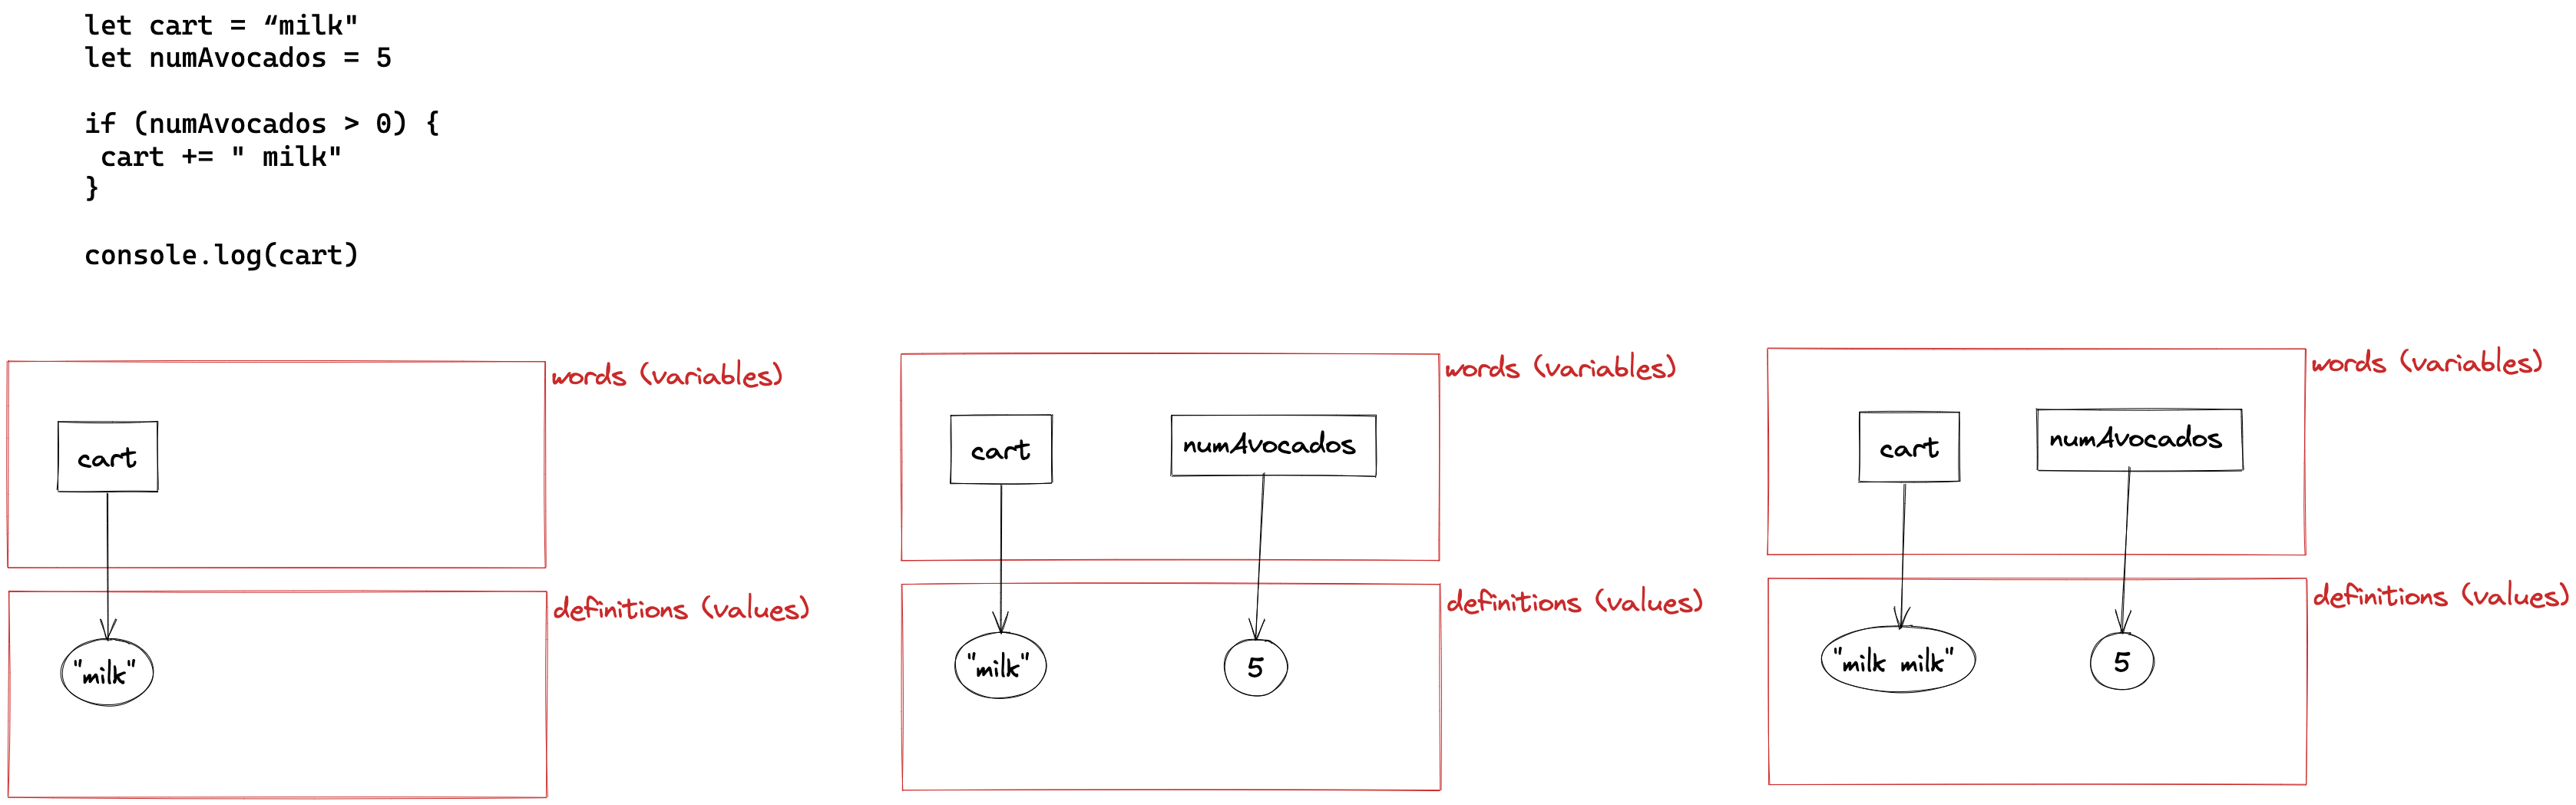 let cart = “milk"
let numAvocados = 5
if (numAvocados > 0) {
 cart += " milk"
}
console.log(cart)
words (variables)
cart
definitions (values)
"milk"
words (variables)
cart
numAvocados
definitions (values)
"milk"
5
words (variables)
cart
numAvocados
definitions (values)
"milk milk"
5